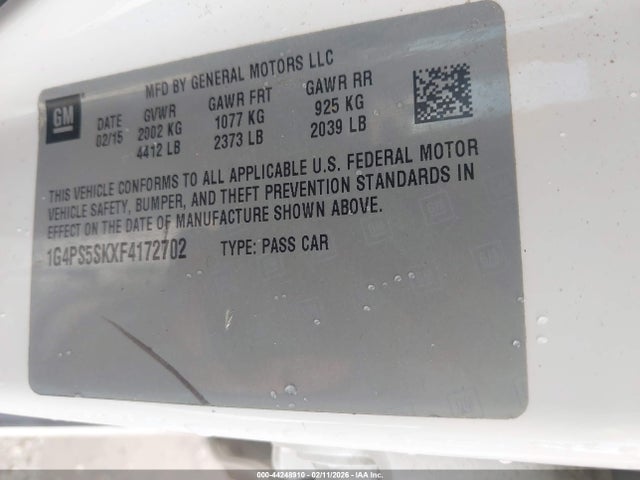 MFD BY GENERAL MOTORS LLC
GM
DATE GVWR GAWR FRT GAWR RR
02/15 2002 KG 1077 KG 925 KG
4412 LB 2373 LB 2039 LB
THIS VEHICLE CONFORMS TO ALL APPLICABLE U.S. FEDERAL MOTOR
VEHICLE SAFETY, BUMPER, AND THEFT PREVENTION STANDARDS IN
EFFECT ON THE DATE OF MANUFACTURE SHOWN ABOVE.
1G4PS5SKXF4172702 TYPE: PASS CAR
000-44248910 - 02/11/2026 - IAAI.COM